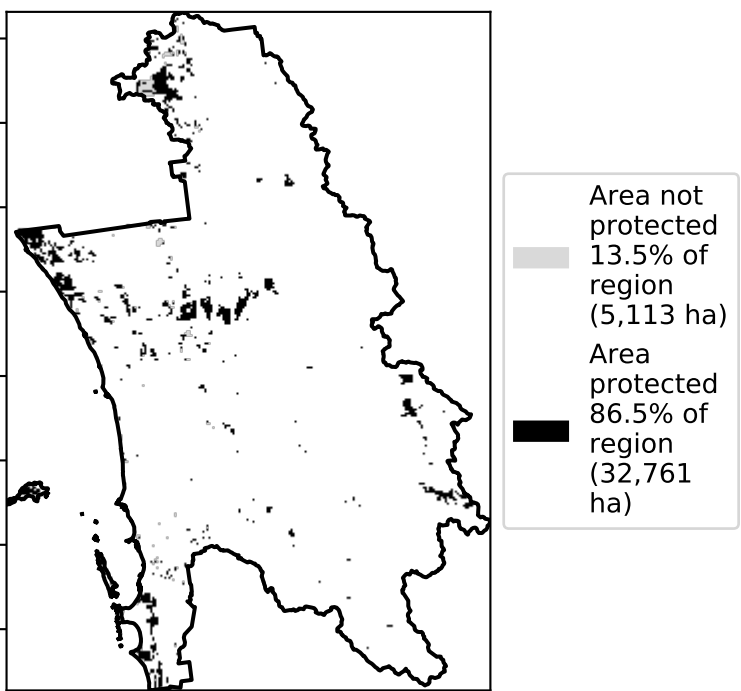 Area not
protected
13.5% of
region
(5,113 ha)
Area
protected
86.5% of
region
(32,761
ha)